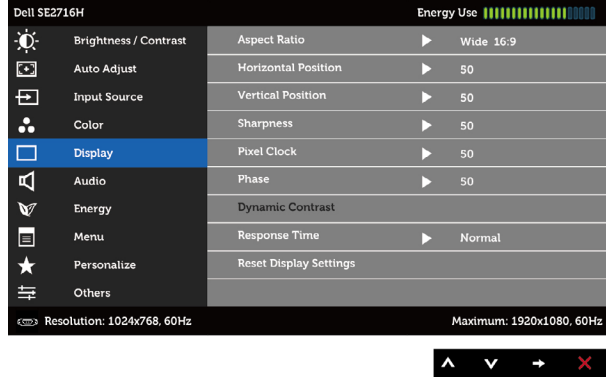 Dell SE2716H Energy Use
Brightness / Contrast Aspect Ratio Wide 16:9
Auto Adjust Horizontal Position 50
Input Source Vertical Position 50
Color Sharpness 50
Display Pixel Clock 50
Audio Phase 50
Energy Dynamic Contrast
Menu Response Time Normal
Personalize Reset Display Settings
Others
Resolution: 1024x768, 60Hz Maximum: 1920x1080, 60Hz